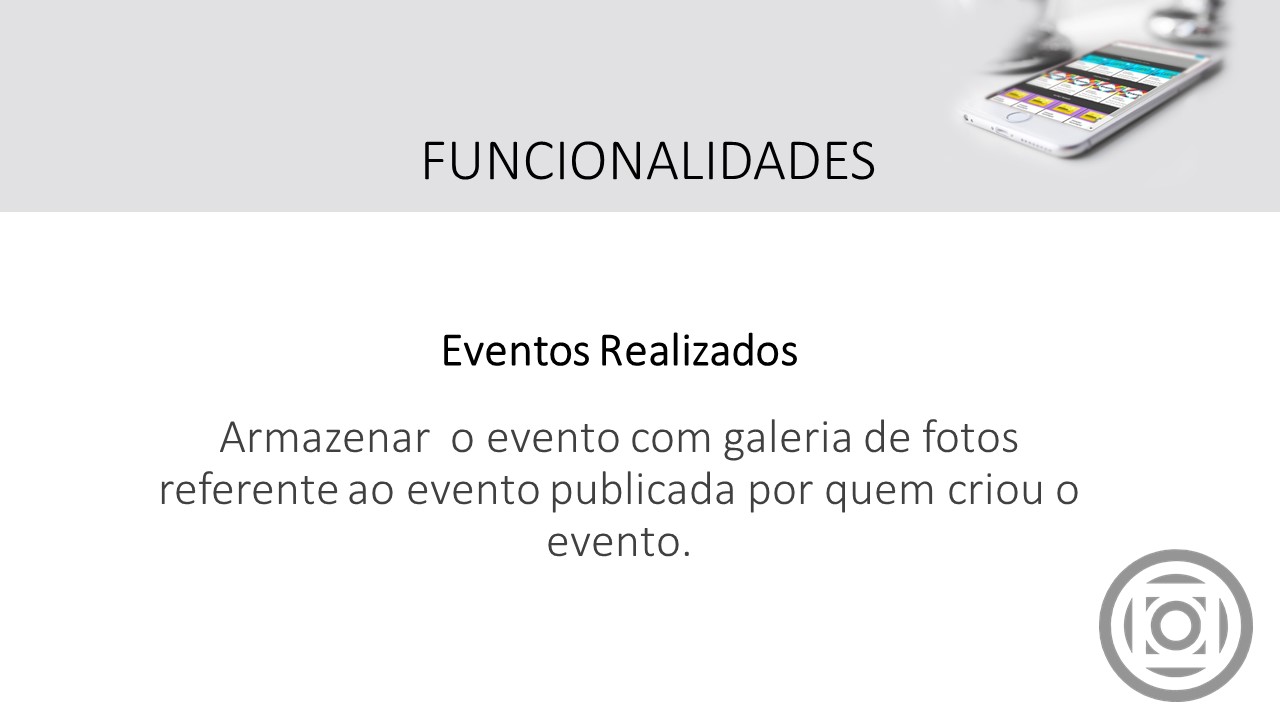 FUNCIONALIDADES
Eventos Realizados
Armazenar  o evento com galeria de fotos
referente ao evento publicada por quem criou o
evento.